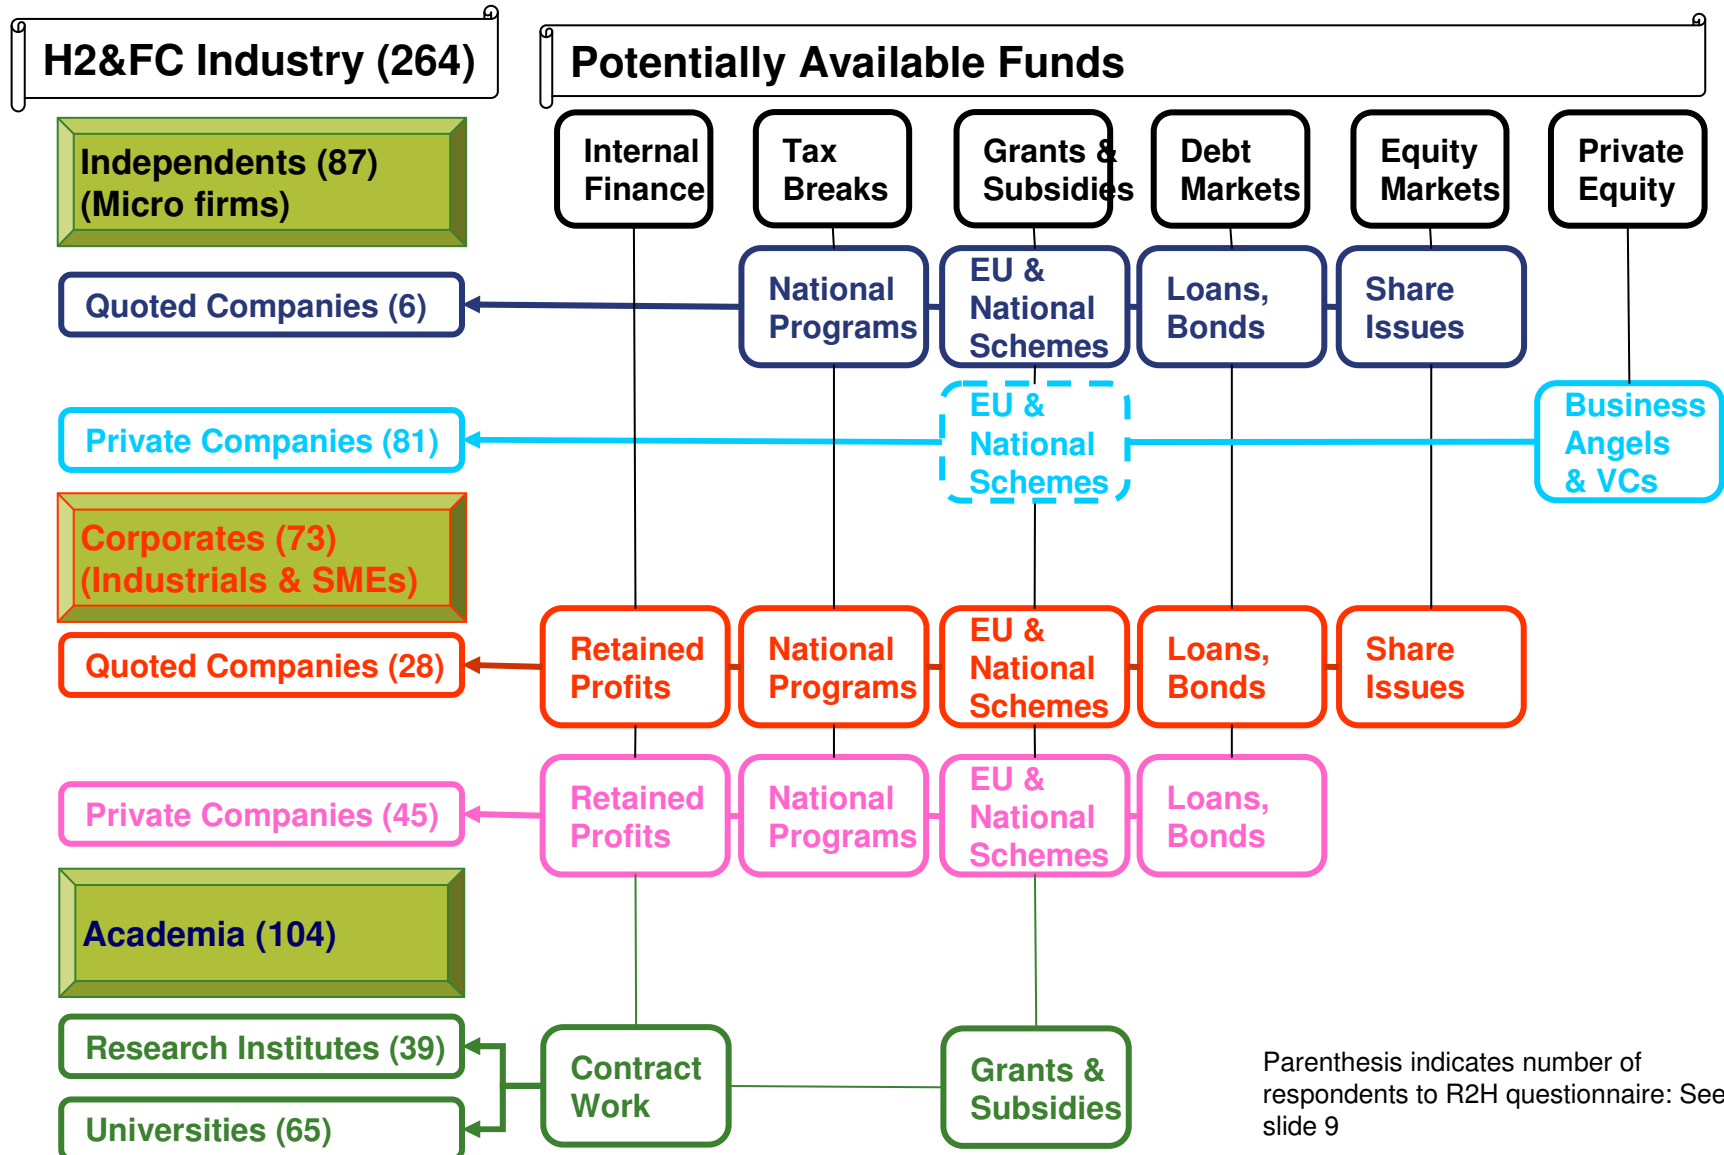 H2&FC Industry (264)
Potentially Available Funds
Independents (87)
(Micro firms)
Internal
Finance
Tax
Breaks
Grants &
Subsidies
Debt
Markets
Equity
Markets
Private
Equity
Quoted Companies (6)
National
Programs
EU &
National
Schemes
Loans,
Bonds
Share
Issues
Private Companies (81)
EU &
National
Schemes
Business
Angels
& VCs
Corporates (73)
(Industrials & SMEs)
Quoted Companies (28)
Retained
Profits
National
Programs
EU &
National
Schemes
Loans,
Bonds
Share
Issues
Private Companies (45)
Retained
Profits
National
Programs
EU &
National
Schemes
Loans,
Bonds
Academia (104)
Research Institutes (39)
Universities (65)
Contract
Work
Grants &
Subsidies
Parenthesis indicates number of
respondents to R2H questionnaire: See
slide 9